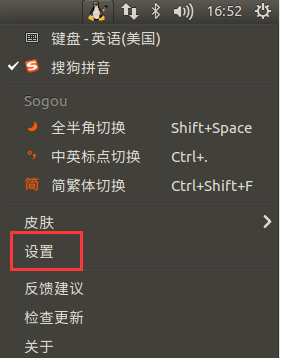 16:52
键盘 - 英语(美国)
搜狗拼音
Sogou
全半角切换 Shift+Space
中英标点切换 Ctrl+.
简 简繁体切换 Ctrl+Shift+F
皮肤
设置
反馈建议
检查更新
关于